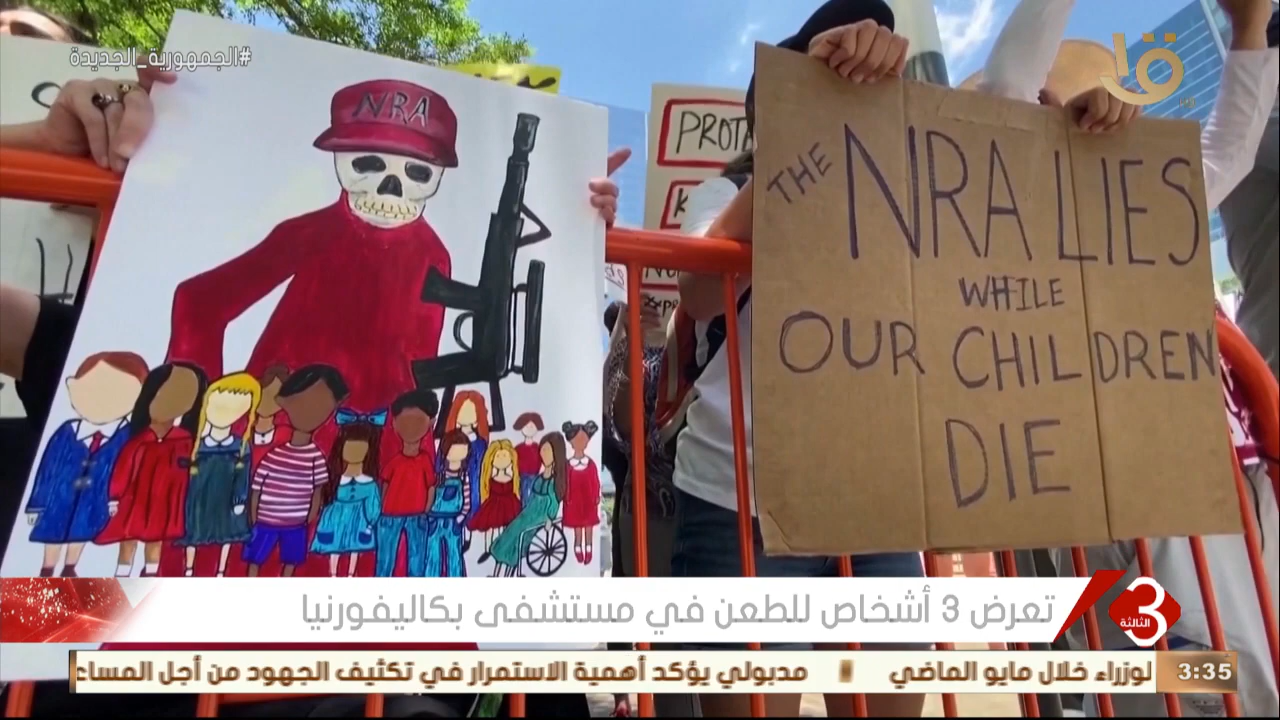 #الجمهورية_الجديدة
NRA
PROT
THE
NRA LIES
WHILE
OUR CHILDREN
DIE
تعرض 3 أشخاص للطعن في مستشفى بكاليفورنيا
3
الثالثة
لوزراء خلال مايو الماضي مدبولي يؤكد أهمية الاستمرار في تكثيف الجهود من أجل المساء
3:35